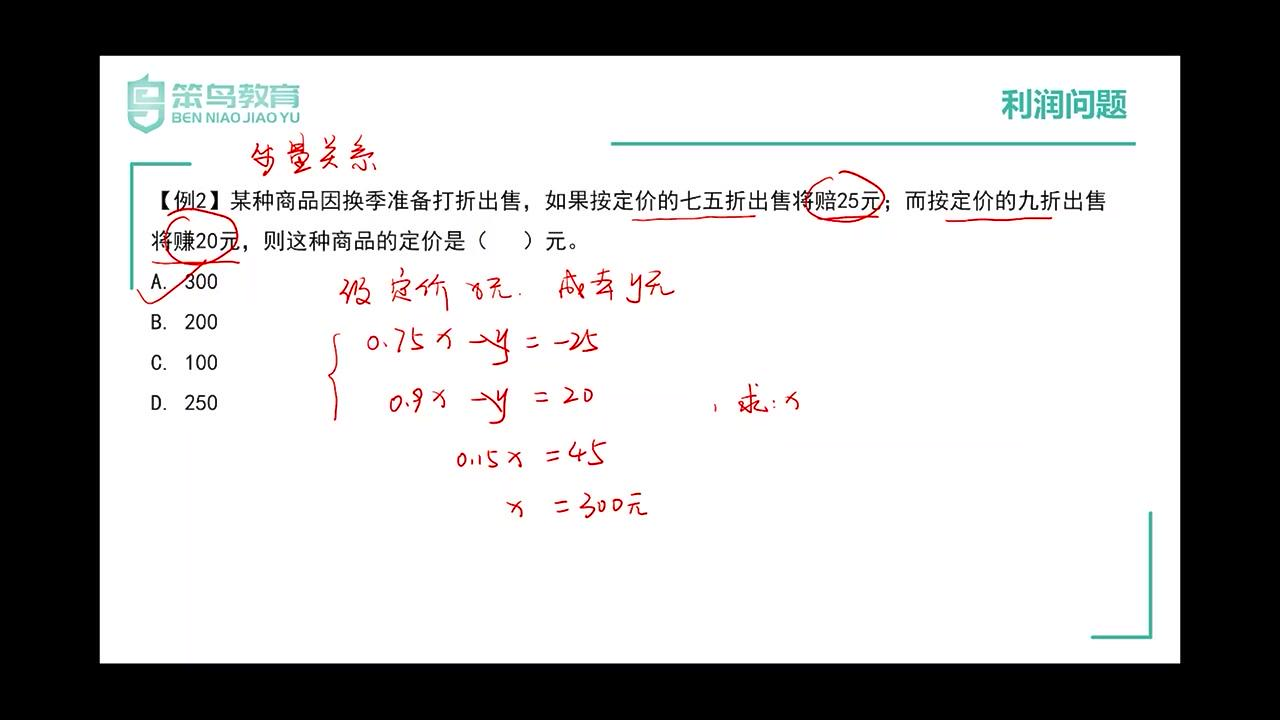 笨鸟教育
BEN NIAO JIAO YU
利润问题
量关系
【例2】某种商品因换季准备打折出售，如果按定价的七五折出售将赔25元；而按定价的九折出售
将赚20元，则这种商品的定价是（ ）元。
A. 300
设定价x元. 成本y元
B. 200
0.75x -y = -25
C. 100
0.9x -y = 20 , 求: x
D. 250
0.15x = 45
x = 300元